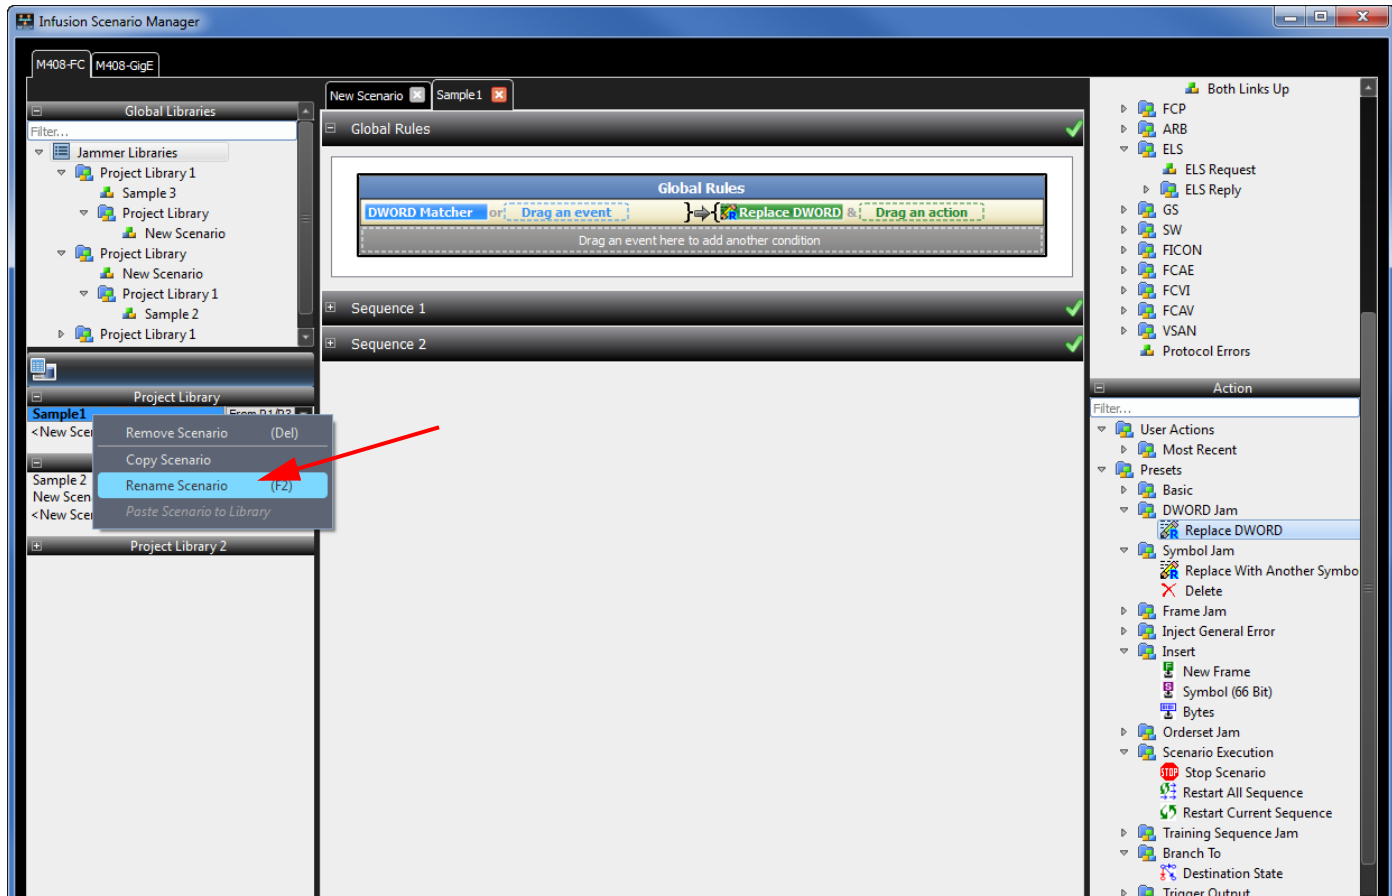 Infusion Scenario Manager
M408-FC M408-GigE
Global Libraries
Filter...
Jammer Libraries
Project Library 1
Sample 3
Project Library
New Scenario
Project Library
New Scenario
Project Library 1
Sample 2
Project Library 1
Project Library
Sample1
<New Scen
Sample 2
New Scen
<New Scen
Project Library 2
Remove Scenario (Del)
Copy Scenario
Rename Scenario (F2)
Paste Scenario to Library
New Scenario Sample1
Global Rules
Global Rules
DWORD Matcher or Drag an event } { Replace DWORD & Drag an action
Drag an event here to add another condition
Sequence 1
Sequence 2
Both Links Up
FCP
ARB
ELS
ELS Request
ELS Reply
GS
SW
FICON
FCAE
FCVI
FCAV
VSAN
Protocol Errors
Action
Filter...
User Actions
Most Recent
Presets
Basic
DWORD Jam
Replace DWORD
Symbol Jam
Replace With Another Symbo
Delete
Frame Jam
Inject General Error
Insert
New Frame
Symbol (66 Bit)
Bytes
Orderset Jam
Scenario Execution
STOP Stop Scenario
Restart All Sequence
Restart Current Sequence
Training Sequence Jam
Branch To
Destination State
Trigger Output